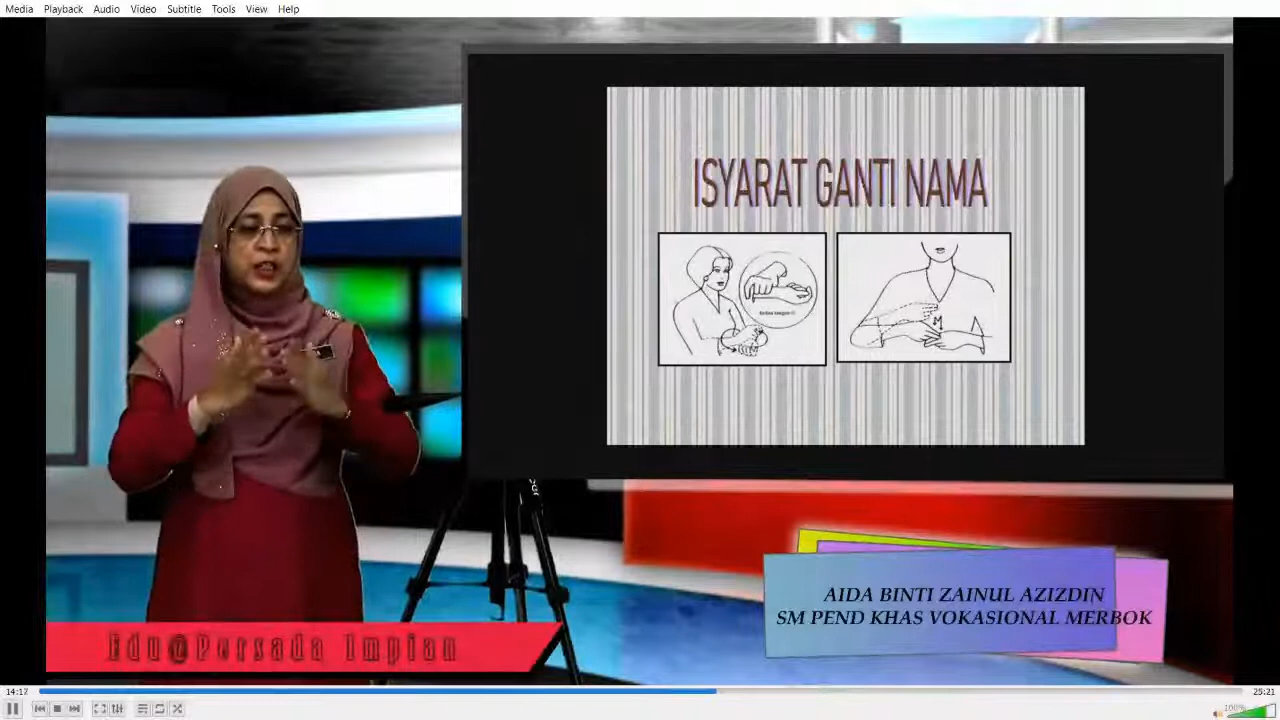 Media Playback Audio Video Subtitle Tools View Help
ISYARAT GANTI NAMA
M
AIDA BINTI ZAINUL AZIZDIN
SM PEND KHAS VOKASIONAL MERBOK
Edu@Persada Impian
14:17
25:21
100%